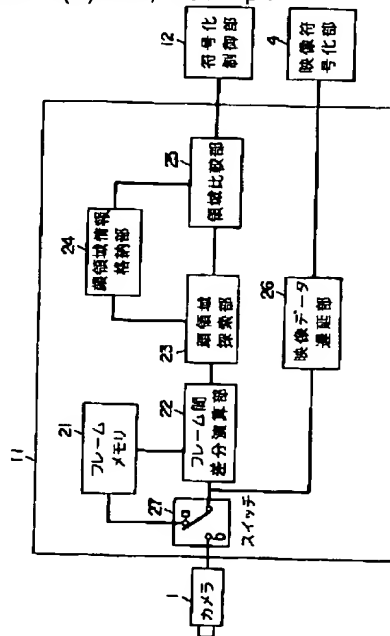 11
1
カメラ
27
スイッチ
21
フレーム
メモリ
22
フレーム間
差分演算部
23
顔領域
探索部
24
顔領域情報
格納部
25
領域比較部
26
映像データ
遅延部
12
符号化
制御部
4
映像符
号化部